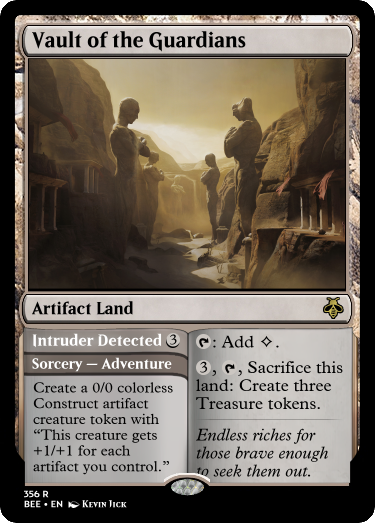 Vault of the Guardians
Artifact Land
Intruder Detected 3
Sorcery — Adventure
Create a 0/0 colorless
Construct artifact
creature token with
“This creature gets
+1/+1 for each
artifact you control.”
: Add .
3, , Sacrifice this
land: Create three
Treasure tokens.
Endless riches for
those brave enough
to seek them out.
356 R
BEE • EN Kevin Jick